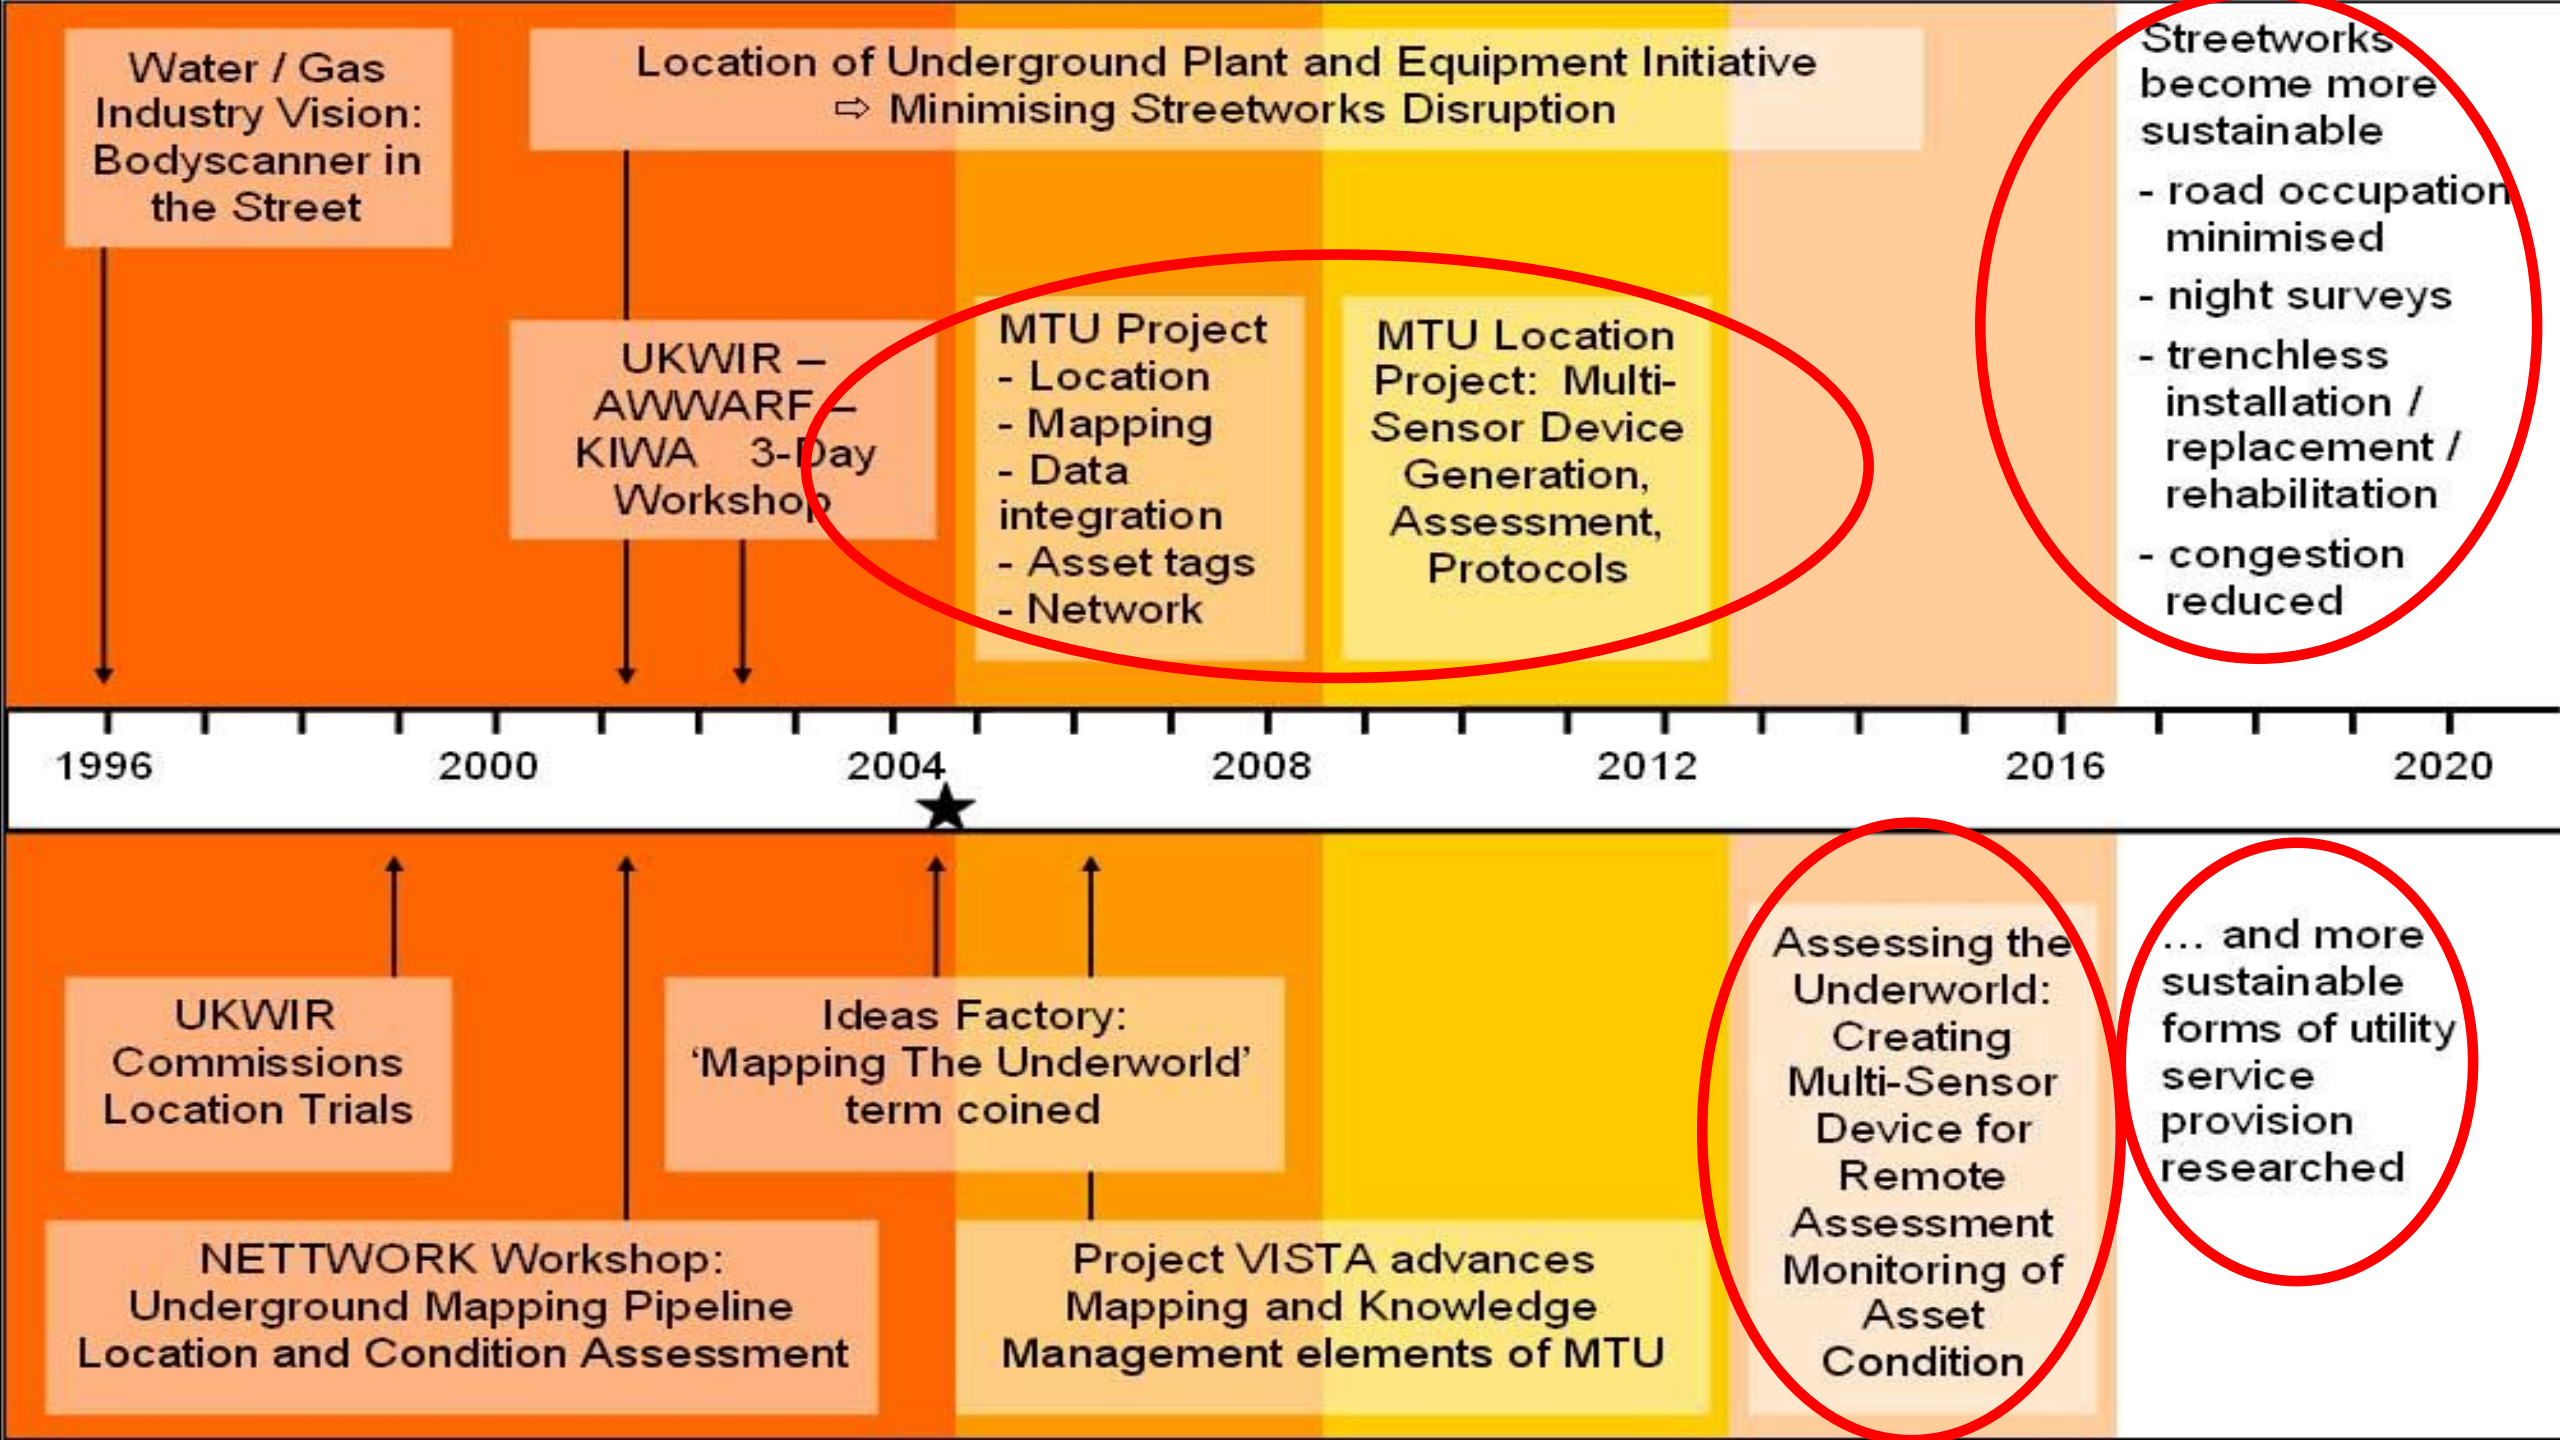 Water / Gas
Industry Vision:
Bodyscanner in
the Street
Location of Underground Plant and Equipment Initiative
⇨ Minimising Streetworks Disruption
UKWIR –
AWWARF –
KIWA 3-Day
Workshop
MTU Project
- Location
- Mapping
- Data
integration
- Asset tags
- Network
MTU Location
Project: Multi-
Sensor Device
Generation,
Assessment,
Protocols
Streetworks
become more
sustainable
- road occupation
minimised
- night surveys
- trenchless
installation /
replacement /
rehabilitation
- congestion
reduced
1996 2000 2004 2008 2012 2016 2020
UKWIR
Commissions
Location Trials
Ideas Factory:
‘Mapping The Underworld’
term coined
NETTWORK Workshop:
Underground Mapping Pipeline
Location and Condition Assessment
Project VISTA advances
Mapping and Knowledge
Management elements of MTU
Assessing the
Underworld:
Creating
Multi-Sensor
Device for
Remote
Assessment
Monitoring of
Asset
Condition
... and more
sustainable
forms of utility
service
provision
researched